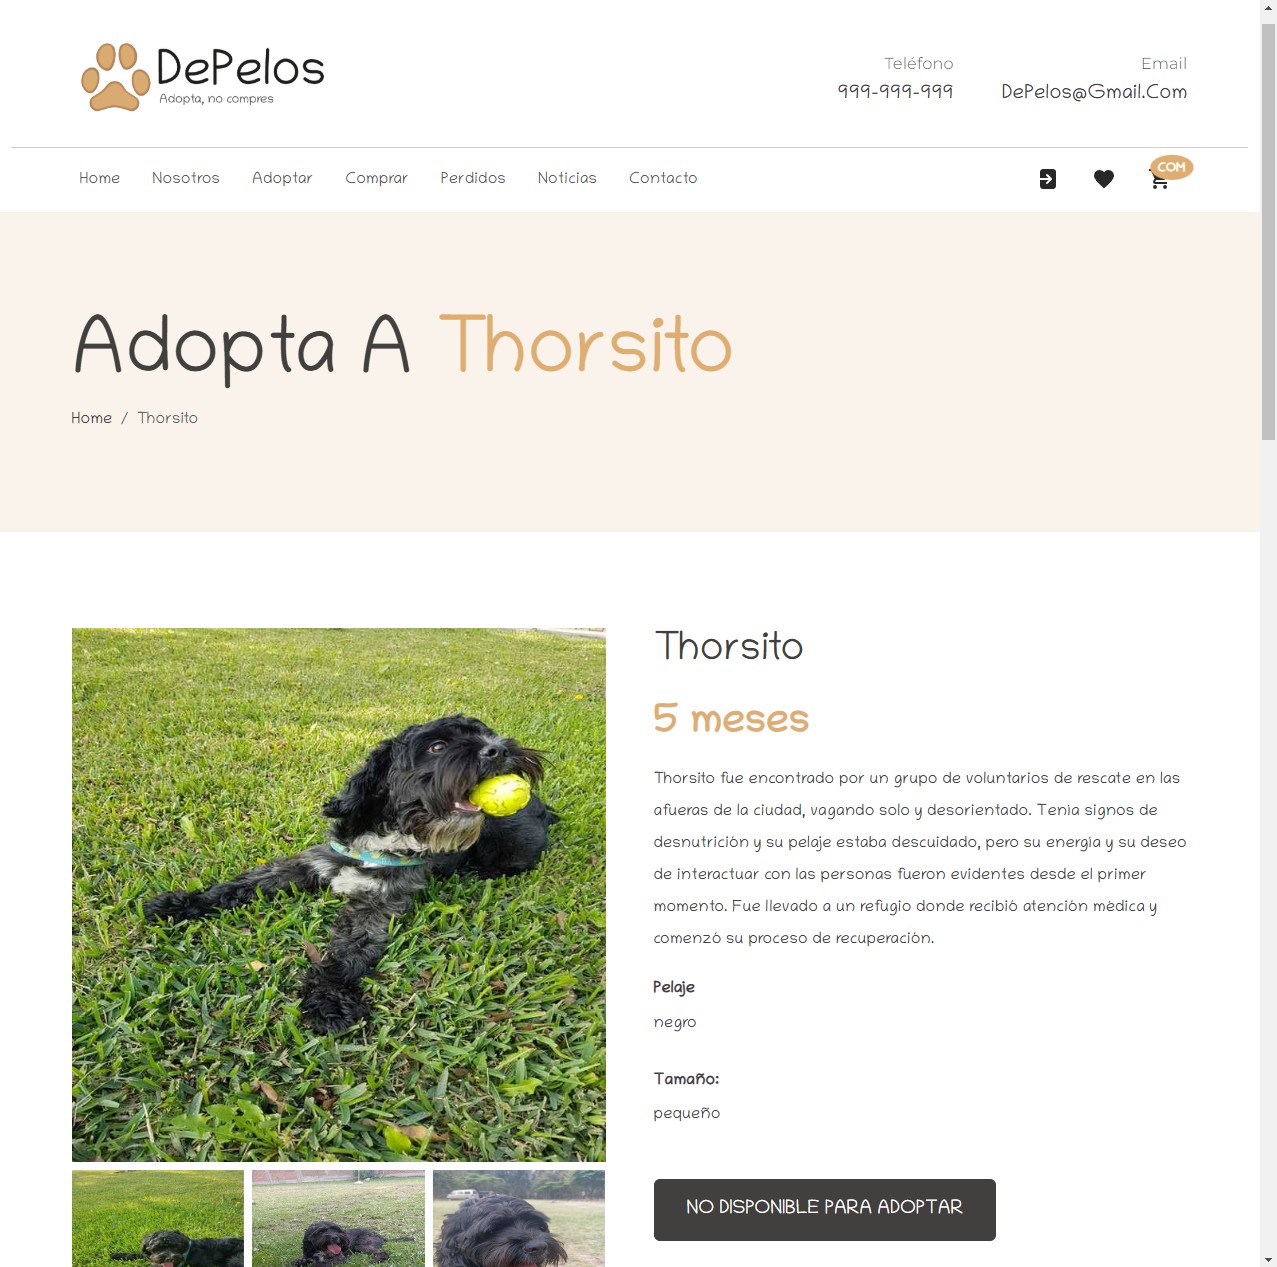 DePelos
Adopta, no compres
Teléfono
999-999-999
Email
DePelos@Gmail.Com
Home
Nosotros
Adoptar
Comprar
Perdidos
Noticias
Contacto
COM
Adopta A Thorsito
Home / Thorsito
Thorsito
5 meses
Thorsito fue encontrado por un grupo de voluntarios de rescate en las
afueras de la ciudad, vagando solo y desorientado. Tenía signos de
desnutrición y su pelaje estaba descuidado, pero su energía y su deseo
de interactuar con las personas fueron evidentes desde el primer
momento. Fue llevado a un refugio donde recibió atención médica y
comenzó su proceso de recuperación.
Pelaje
negro
Tamaño:
pequeño
NO DISPONIBLE PARA ADOPTAR